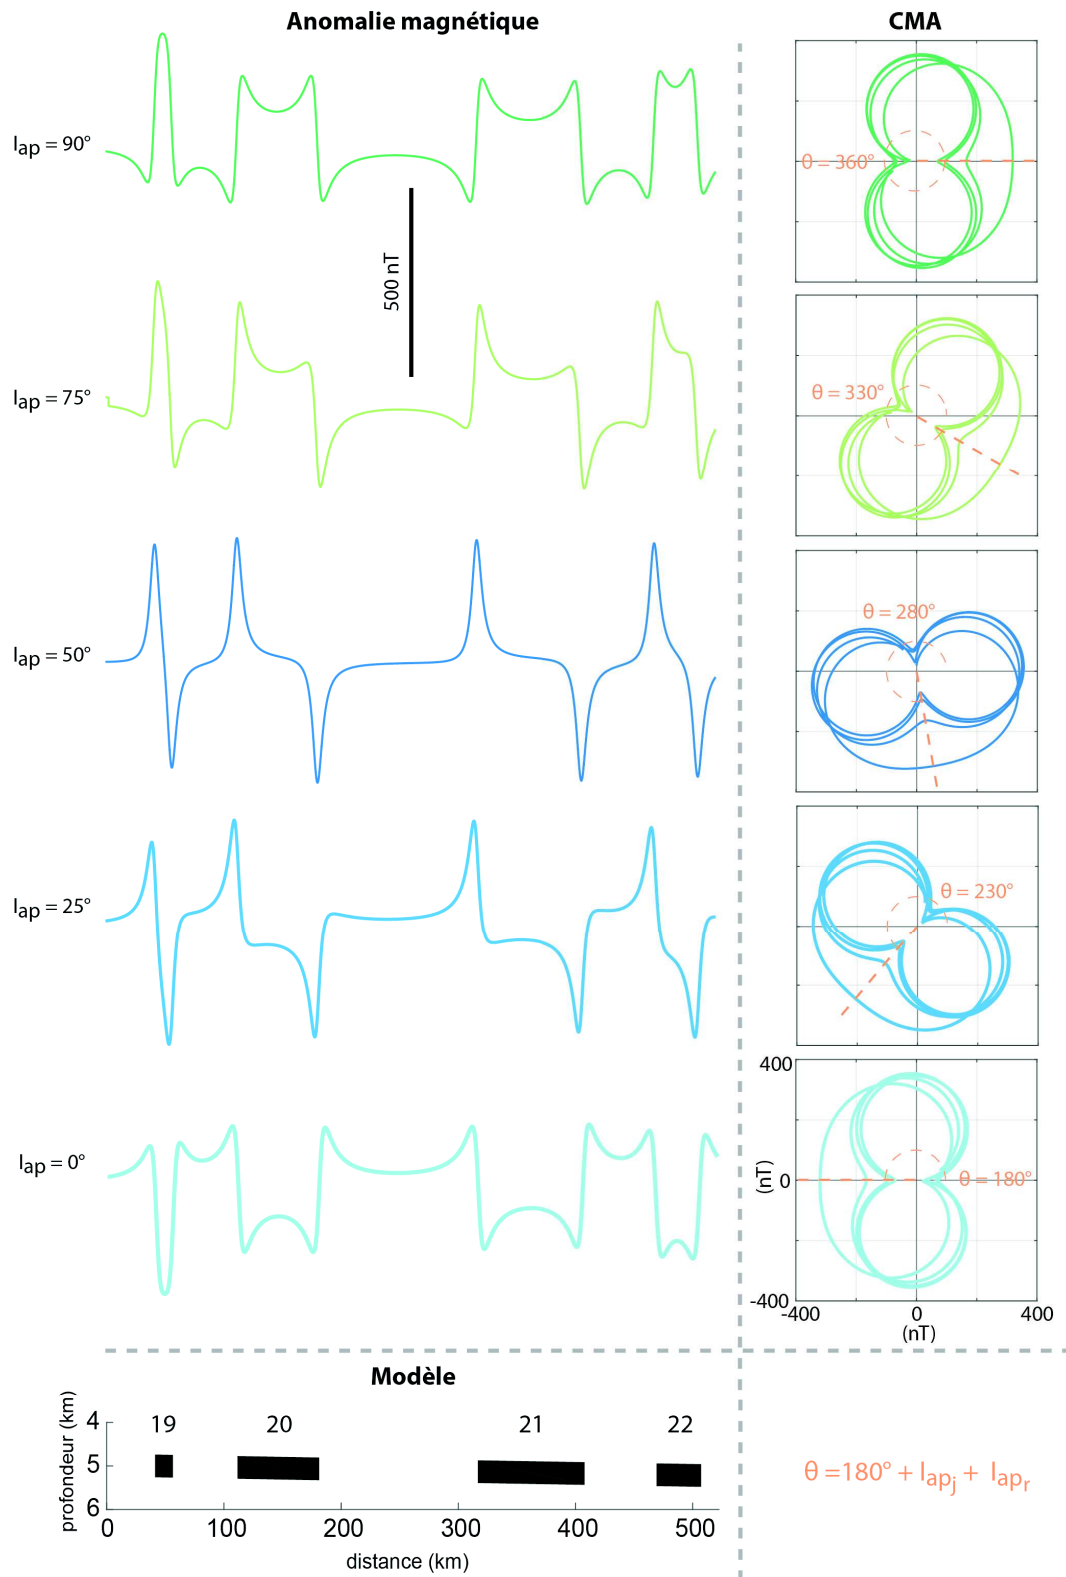 Anomalie magnétique
CMA
Iap = 90°
θ = 360°
500 nT
Iap = 75°
θ = 330°
Iap = 50°
θ = 280°
Iap = 25°
θ = 230°
Iap = 0°
400
(nT)
0
θ = 180°
-400
-400 0 400
(nT)
Modèle
profondeur (km)
4
5
6
19 20 21 22
0 100 200 300 400 500
distance (km)
θ =180° + Iapj + Iapr